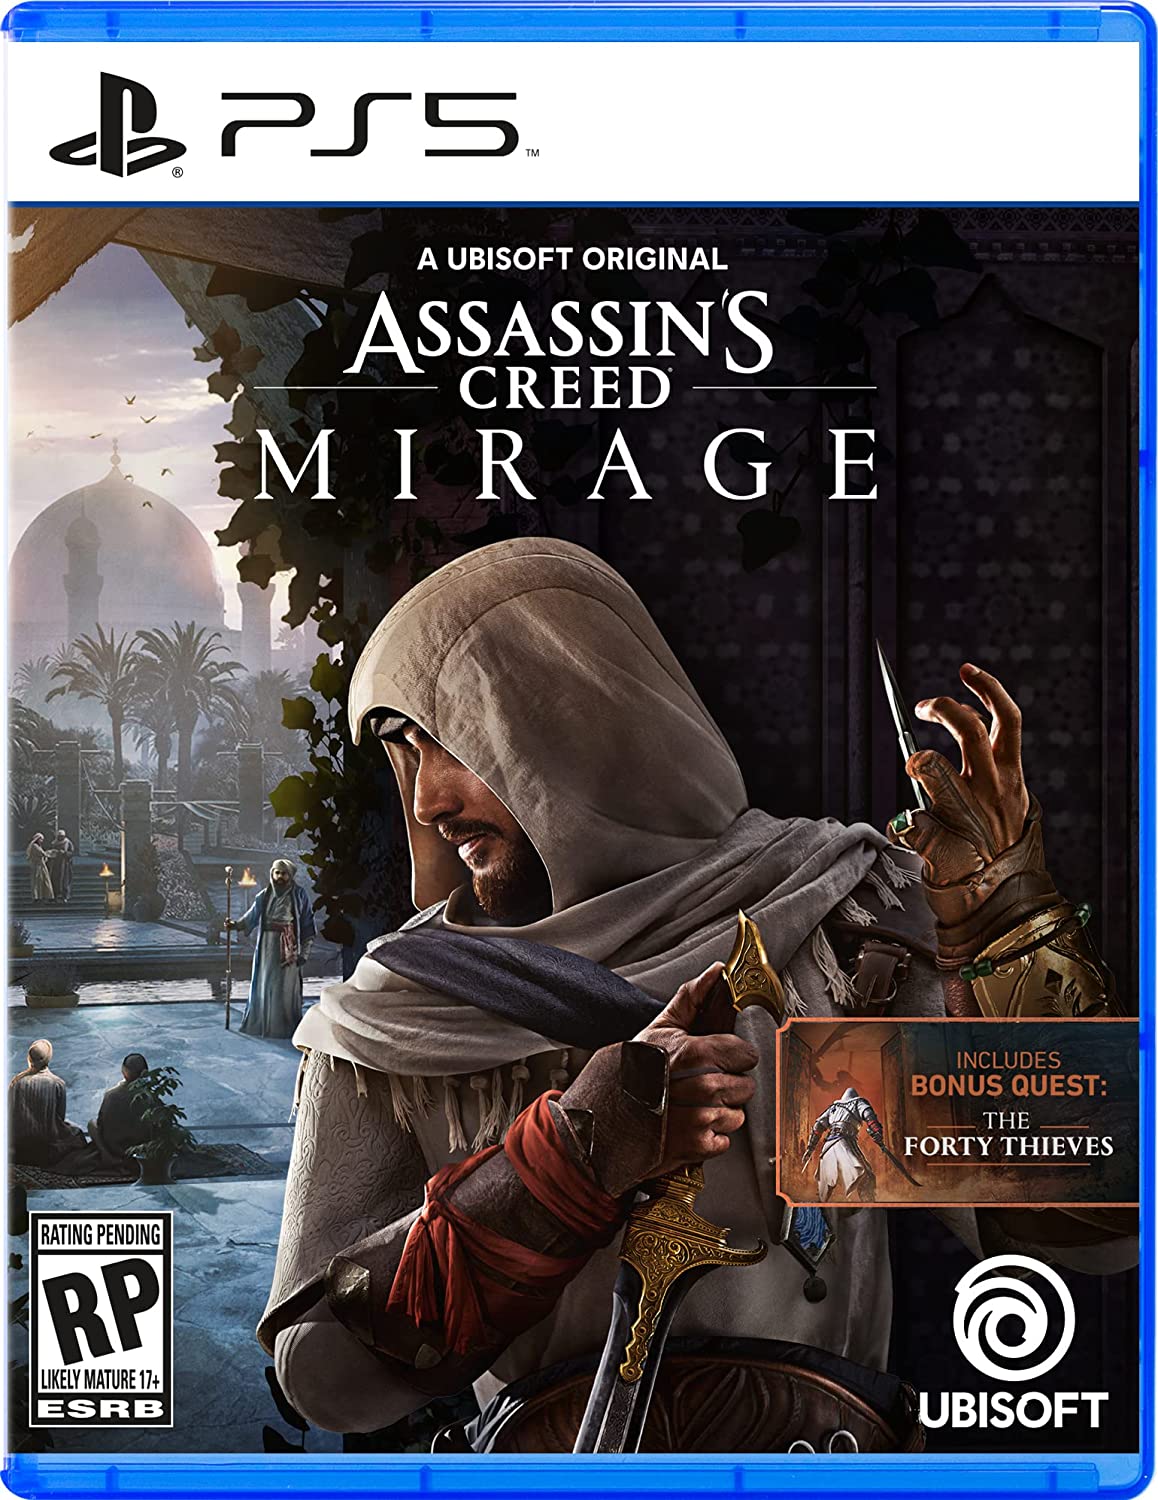 PS5™
®
A UBISOFT ORIGINAL
ASSASSIN'S
CREED®
MIRAGE
INCLUDES
BONUS QUEST:
THE
FORTY THIEVES
RATING PENDING
RP
LIKELY MATURE 17+
ESRB
UBISOFT